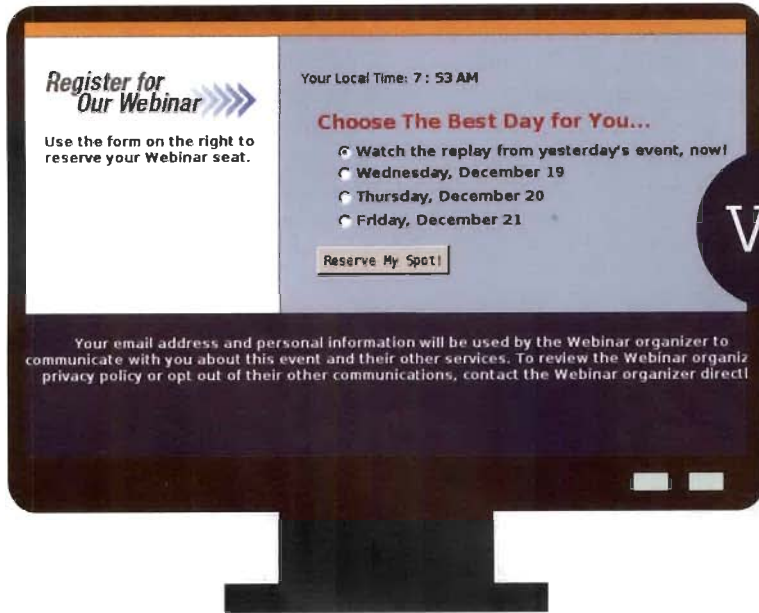 Register for
Our Webinar
Use the form on the right to
reserve your Webinar seat.
Your Local Time: 7 : 53 AM
Choose The Best Day for You...
Watch the replay from yesterday's event, now!
Wednesday, December 19
Thursday, December 20
Friday, December 21
Reserve My Spot!
V
Your email address and personal information will be used by the Webinar organizer to
communicate with you about this event and their other services. To review the Webinar organiz
privacy policy or opt out of their other communications, contact the Webinar organizer directl